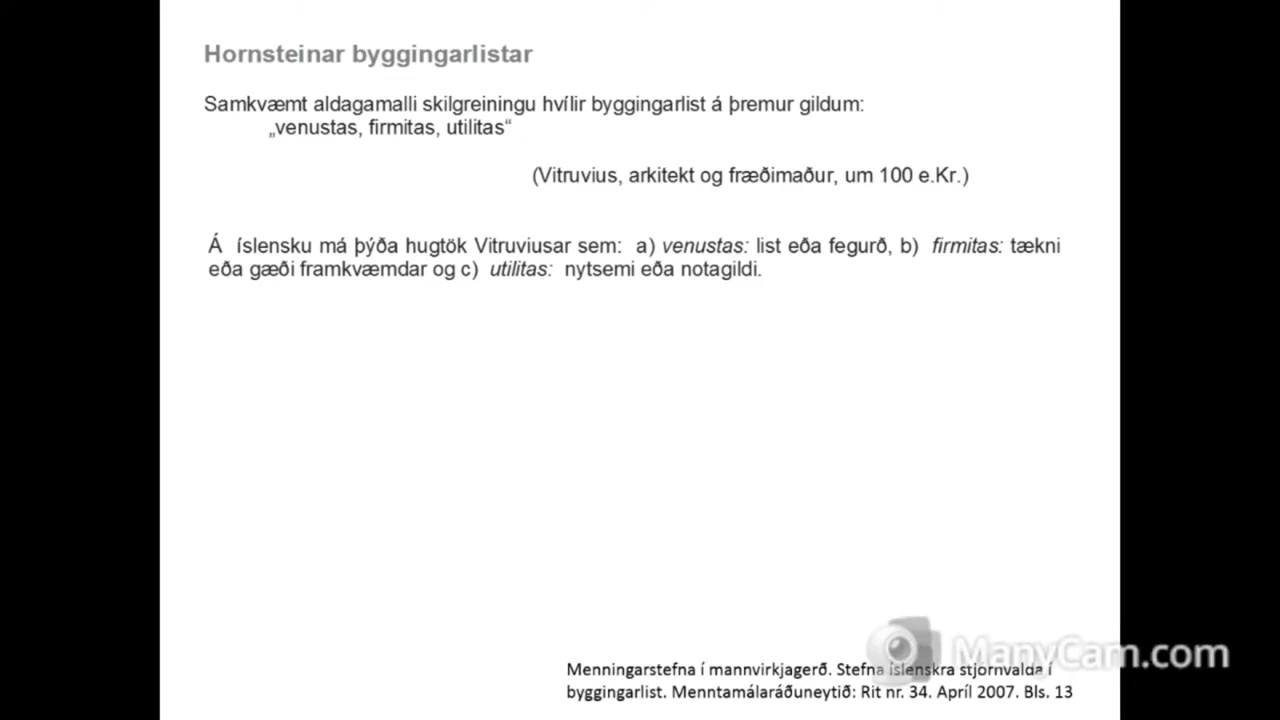 Hornsteinar byggingarlistar
Samkvæmt aldagamalli skilgreiningu hvílir byggingarlist á þremur gildum:
„venustas, firmitas, utilitas“
(Vitruvius, arkitekt og fræðimaður, um 100 e.Kr.)
Á íslensku má þýða hugtök Vitruviusar sem: a) venustas: list eða fegurð, b) firmitas: tækni
eða gæði framkvæmdar og c) utilitas: nytsemi eða notagildi.
ManyCam.com
Menningarstefna í mannvirkjagerð. Stefna íslenskra stjórnvalda í
byggingarlist. Menntamálaráðuneytið: Rit nr. 34. Apríl 2007. Bls. 13